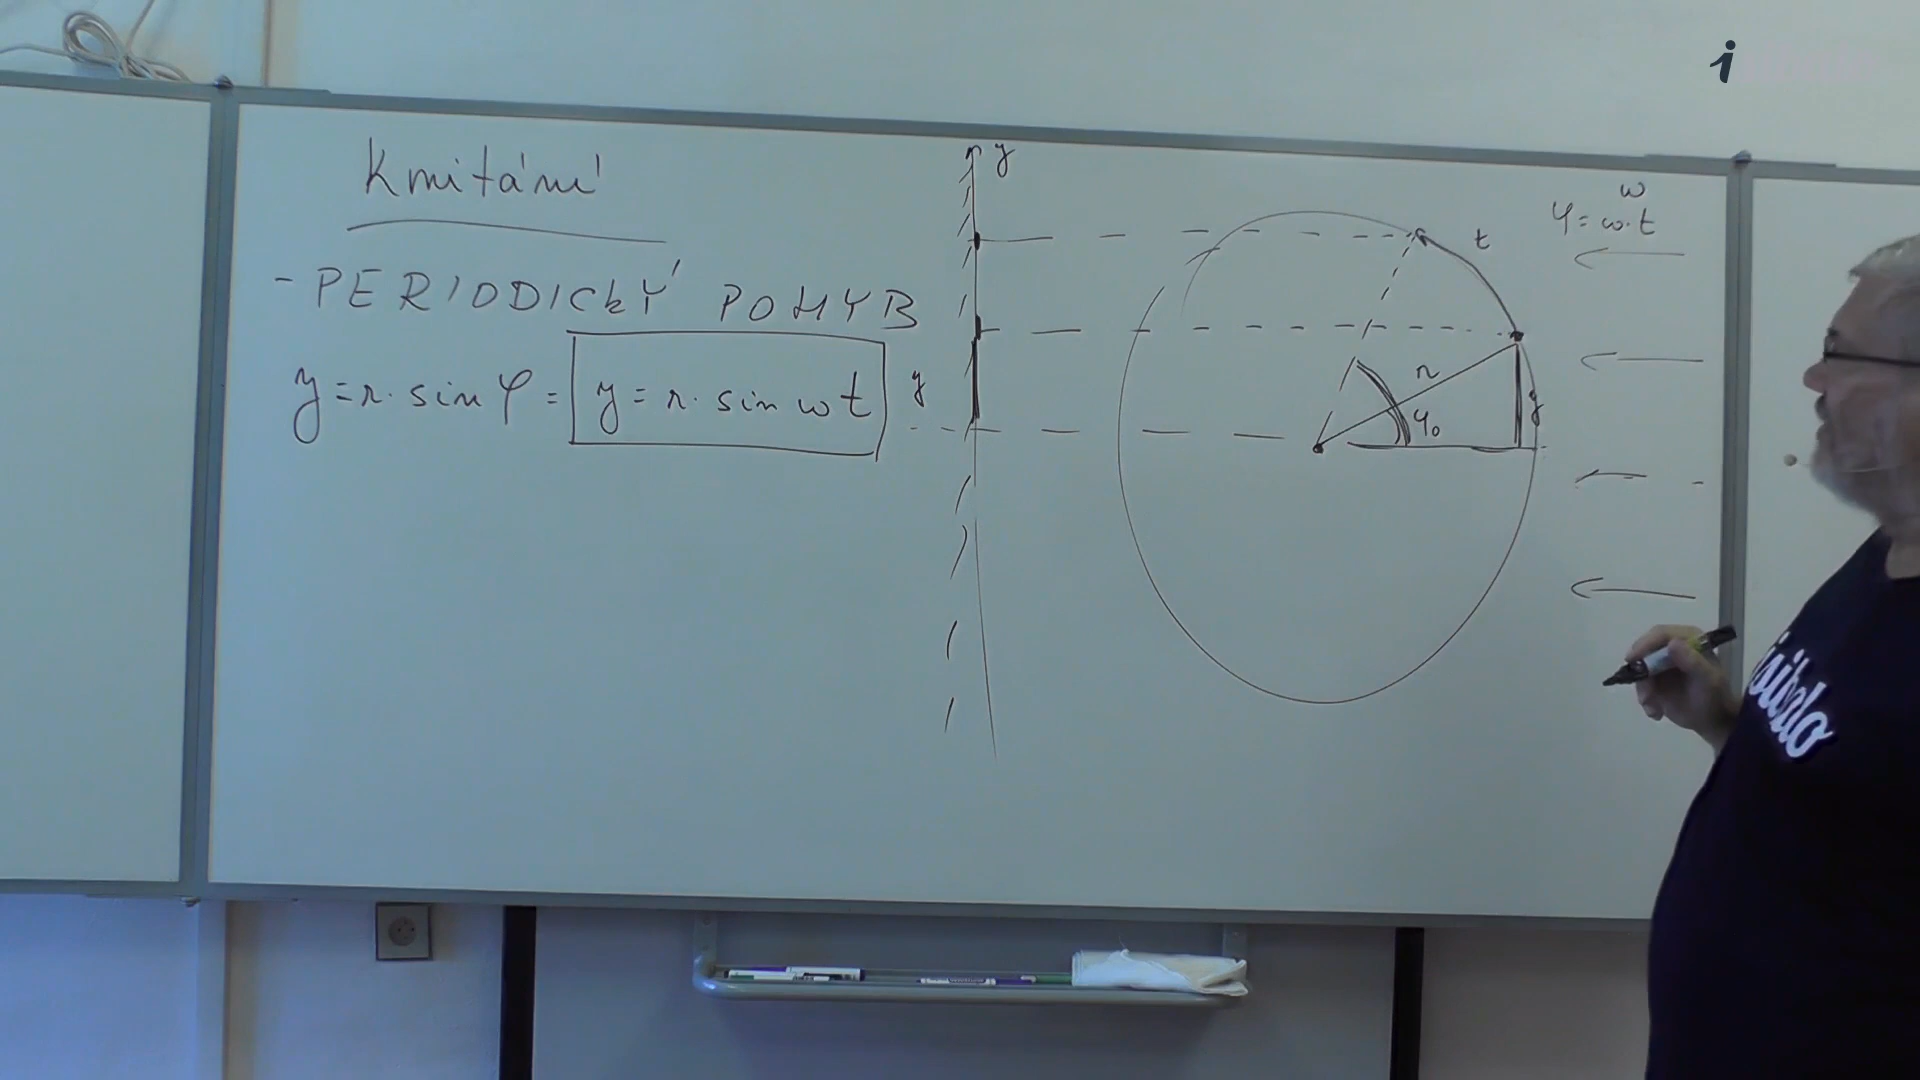 Kmitání
- PERIODICKÝ POHYB
y = r · sin φ = y = r · sin ωt
y
y
t
r
φ₀
y
ω
φ = ω · t